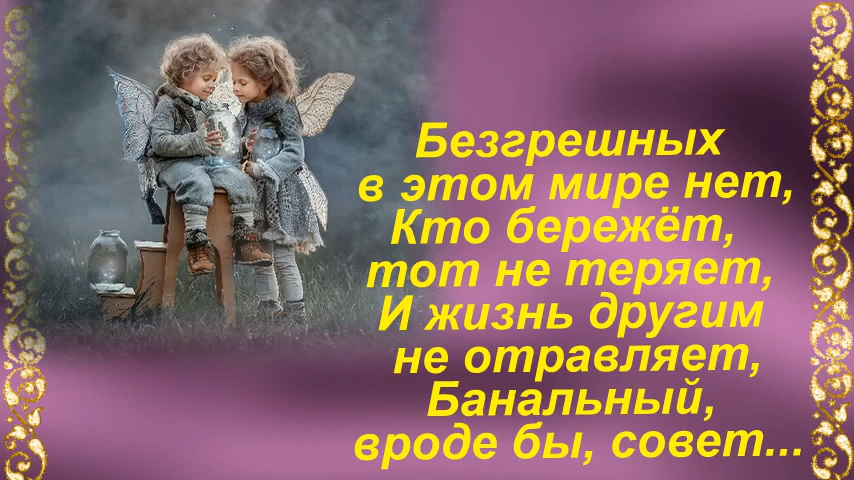 Безгрешных
в этом мире нет,
Кто бережёт,
тот не теряет,
И жизнь другим
не отравляет,
Банальный,
вроде бы, совет...